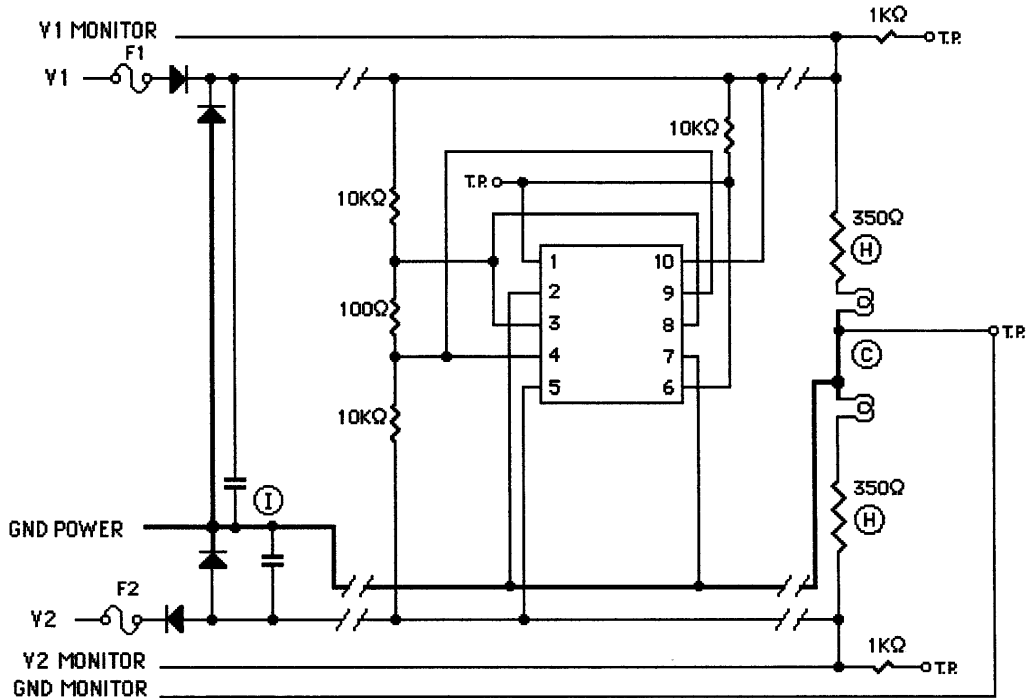 V1 MONITOR
1KΩ
T.P.
F1
V1
10KΩ
T.P.
10KΩ
350Ω
H
1 10
2 9
100Ω
3 8
T.P.
4 7
C
5 6
10KΩ
350Ω
I
H
GND POWER
F2
V2
1KΩ
V2 MONITOR
T.P.
GND MONITOR